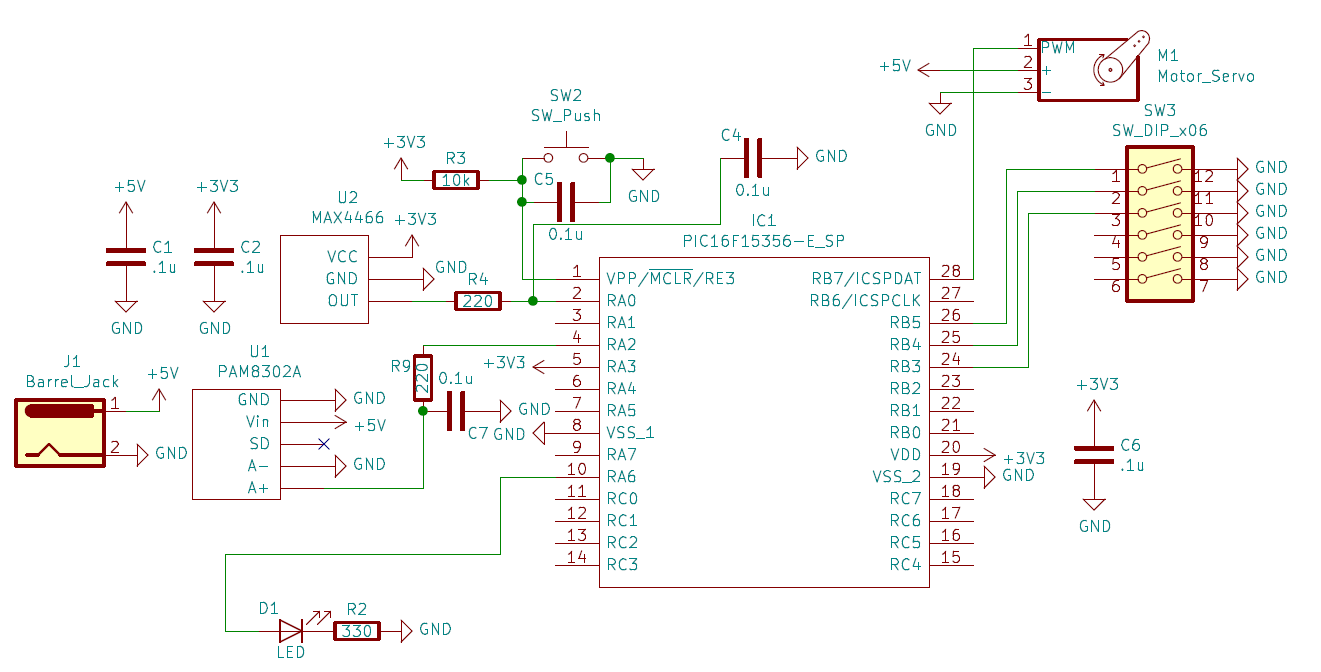 SW2
SW_Push
+3V3
R3
10k
C5
0.1u
GND
C4
0.1u
GND
+5V
1
2
3
PWM
+
-
GND
M1
Motor_Servo
SW3
SW_DIP_x06
1
2
3
4
5
6
12
11
10
9
8
7
GND
GND
GND
GND
GND
GND
+5V
C1
.1u
GND
+3V3
C2
.1u
GND
U2
MAX4466
VCC
GND
OUT
+3V3
GND
R4
220
IC1
PIC16F15356-E_SP
1 VPP/MCLR/RE3
2 RA0
3 RA1
4 RA2
5 RA3
6 RA4
7 RA5
8 VSS_1
9 RA7
10 RA6
11 RC0
12 RC1
13 RC2
14 RC3
RB7/ICSPDAT 28
RB6/ICSPCLK 27
RB5 26
RB4 25
RB3 24
RB2 23
RB1 22
RB0 21
VDD 20
VSS_2 19
RC7 18
RC6 17
RC5 16
RC4 15
+3V3
GND
+3V3
GND
J1
Barrel_Jack
1
2
+5V
GND
U1
PAM8302A
GND
Vin
SD
A-
A+
GND
+5V
GND
R9
220
0.1u
C7
GND
+3V3
C6
.1u
GND
D1
LED
R2
330
GND